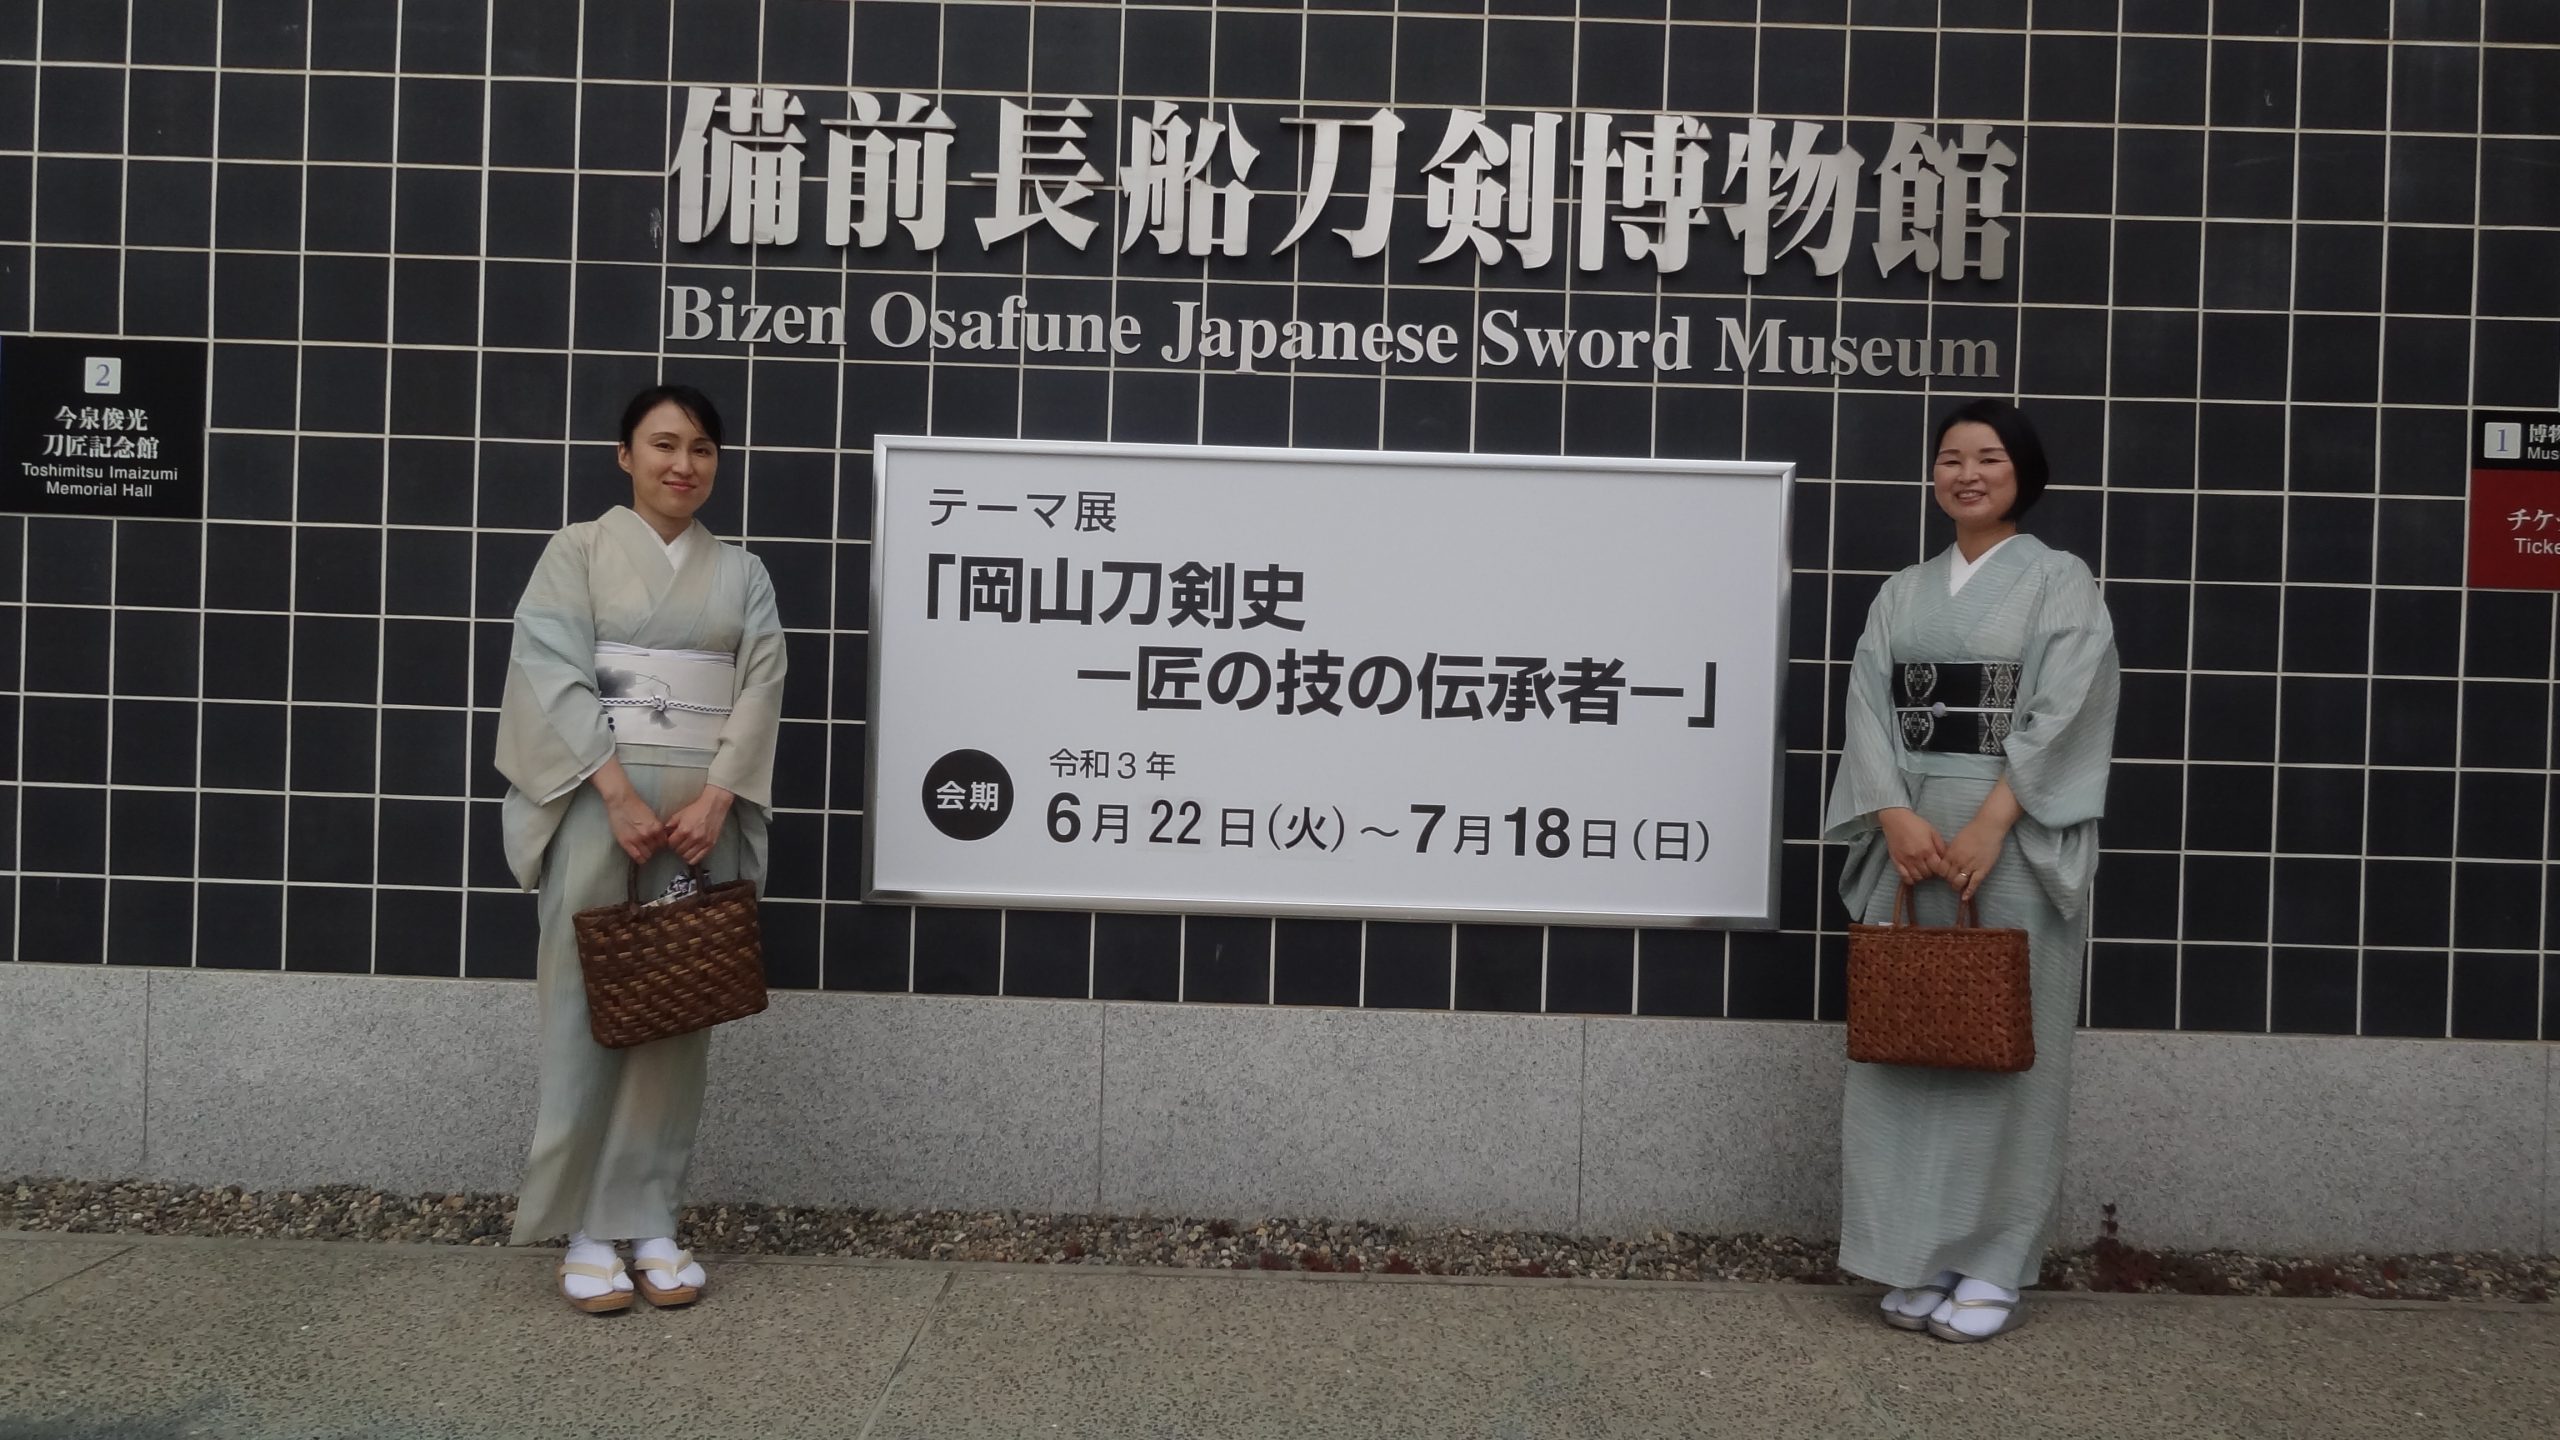 備前長船刀剣博物館
Bizen Osafune Japanese Sword Museum
2
今泉俊光
刀匠記念館
Toshimitsu Imaizumi
Memorial Hall
テーマ展
「岡山刀剣史
－匠の技の伝承者－」
会期
令和3年
6月22日(火)～7月18日(日)
1